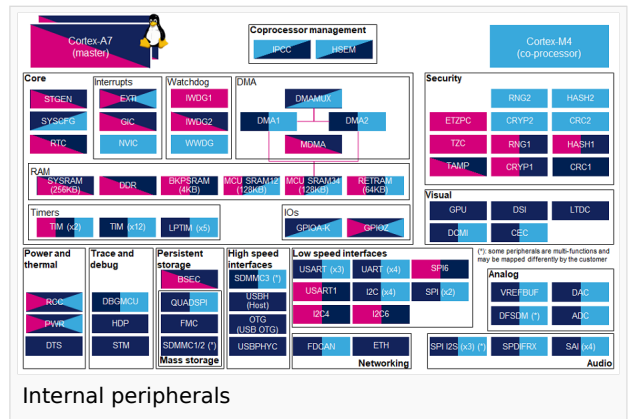 Cortex-A7
(master)
Coprocessor management
IPCC
HSEM
Cortex-M4
(co-processor)
Core
STGEN
SYSCFG
RTC
Interrupts
EXTI
GIC
NVIC
Watchdog
IWDG1
IWDG2
WWDG
DMA
DMAMUX
DMA1
DMA2
MDMA
Security
RNG2
HASH2
ETZPC
CRYP2
CRC2
TZC
RNG1
HASH1
TAMP
CRYP1
CRC1
RAM
SYSRAM
(256KB)
DDR
BKPSRAM
(4KB)
MCU SRAM12
(128KB)
MCU SRAM34
(128KB)
RETRAM
(64KB)
Timers
TIM (x2)
TIM (x12)
LPTIM (x5)
IOs
GPIOA-K
GPIOZ
Visual
GPU
DSI
LTDC
DCMI
CEC
Power and
thermal
RCC
PWR
DTS
Trace and
debug
DBGMCU
HDP
STM
Persistent
storage
BSEC
QUADSPI
FMC
SDMMC1/2 (*)
Mass storage
High speed
interfaces
SDMMC3 (*)
USBH
(Host)
OTG
(USB OTG)
USBPHYC
Low speed interfaces
USART (x3)
UART (x4)
SPI6
USART1
I2C (x4)
SPI (x2)
I2C4
I2C6
FDCAN
ETH
Networking
(*): some peripherals are multi-functions and
may be mapped differently by the customer
Analog
VREFBUF
DAC
DFSDM (*)
ADC
SPI I2S (x3) (*)
SPDIFRX
SAI (x4)
Audio
Internal peripherals